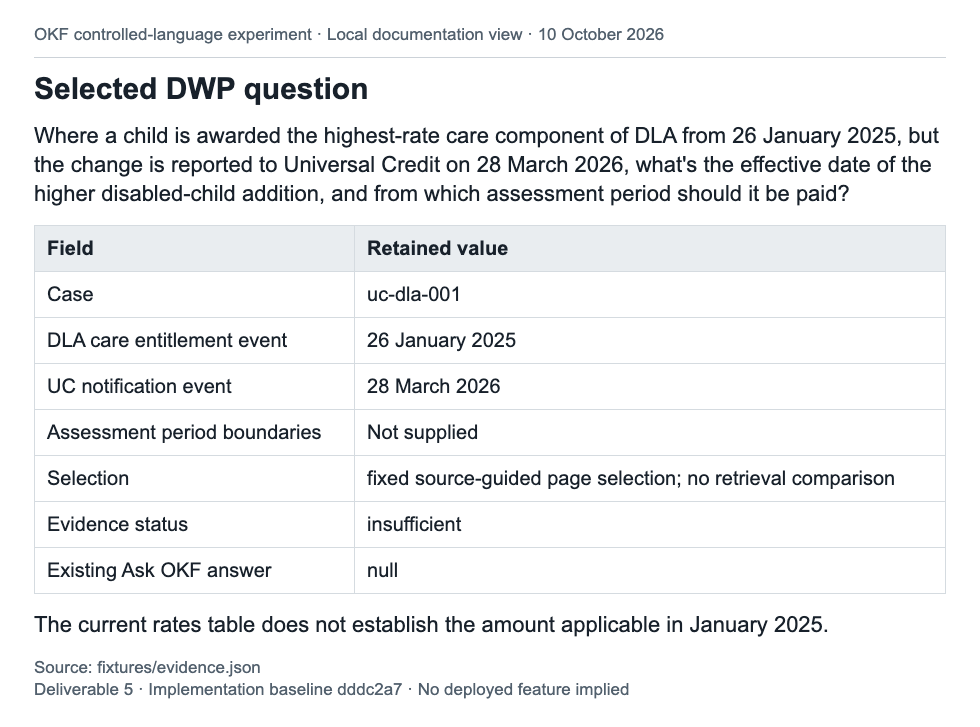 OKF controlled-language experiment · Local documentation view · 10 October 2026
Selected DWP question
Where a child is awarded the highest-rate care component of DLA from 26 January 2025, but
the change is reported to Universal Credit on 28 March 2026, what's the effective date of the
higher disabled-child addition, and from which assessment period should it be paid?
Field Retained value
Case uc-dla-001
DLA care entitlement event 26 January 2025
UC notification event 28 March 2026
Assessment period boundaries Not supplied
Selection fixed source-guided page selection; no retrieval comparison
Evidence status insufficient
Existing Ask OKF answer null
The current rates table does not establish the amount applicable in January 2025.
Source: fixtures/evidence.json
Deliverable 5 · Implementation baseline dddc2a7 · No deployed feature implied